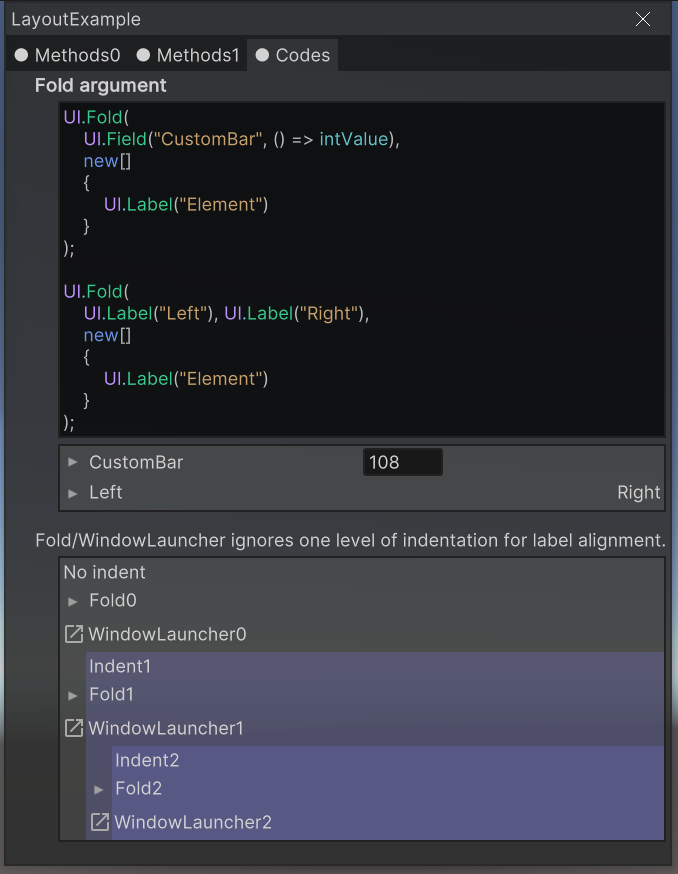 LayoutExample
Methods0 Methods1 Codes
Fold argument
UI.Fold(
    UI.Field("CustomBar", () => intValue),
    new[]
    {
        UI.Label("Element")
    }
);

UI.Fold(
    UI.Label("Left"), UI.Label("Right"),
    new[]
    {
        UI.Label("Element")
    }
);
CustomBar 108
Left Right
Fold/WindowLauncher ignores one level of indentation for label alignment.
No indent
Fold0
WindowLauncher0
Indent1
Fold1
WindowLauncher1
Indent2
Fold2
WindowLauncher2